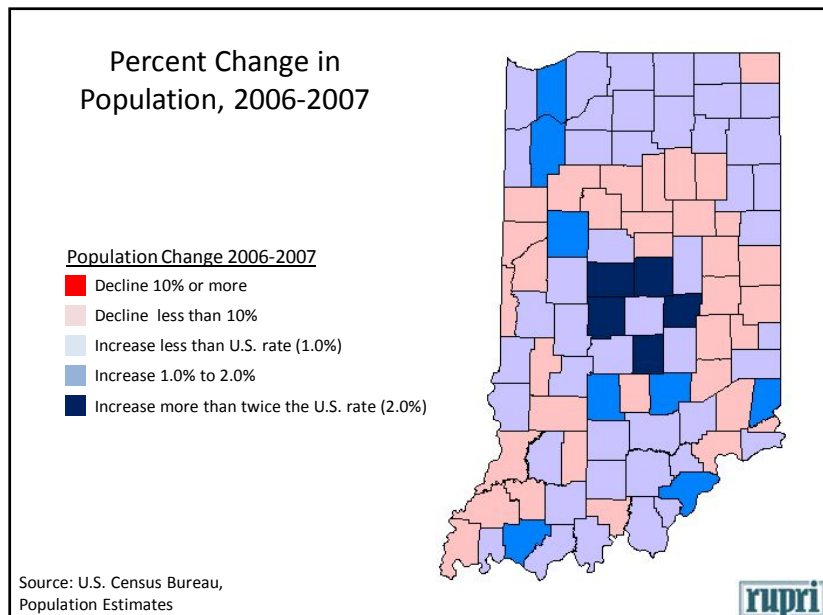 Percent Change in
Population, 2006-2007
Population Change 2006-2007
Decline 10% or more
Decline less than 10%
Increase less than U.S. rate (1.0%)
Increase 1.0% to 2.0%
Increase more than twice the U.S. rate (2.0%)
Source: U.S. Census Bureau,
Population Estimates
rupri